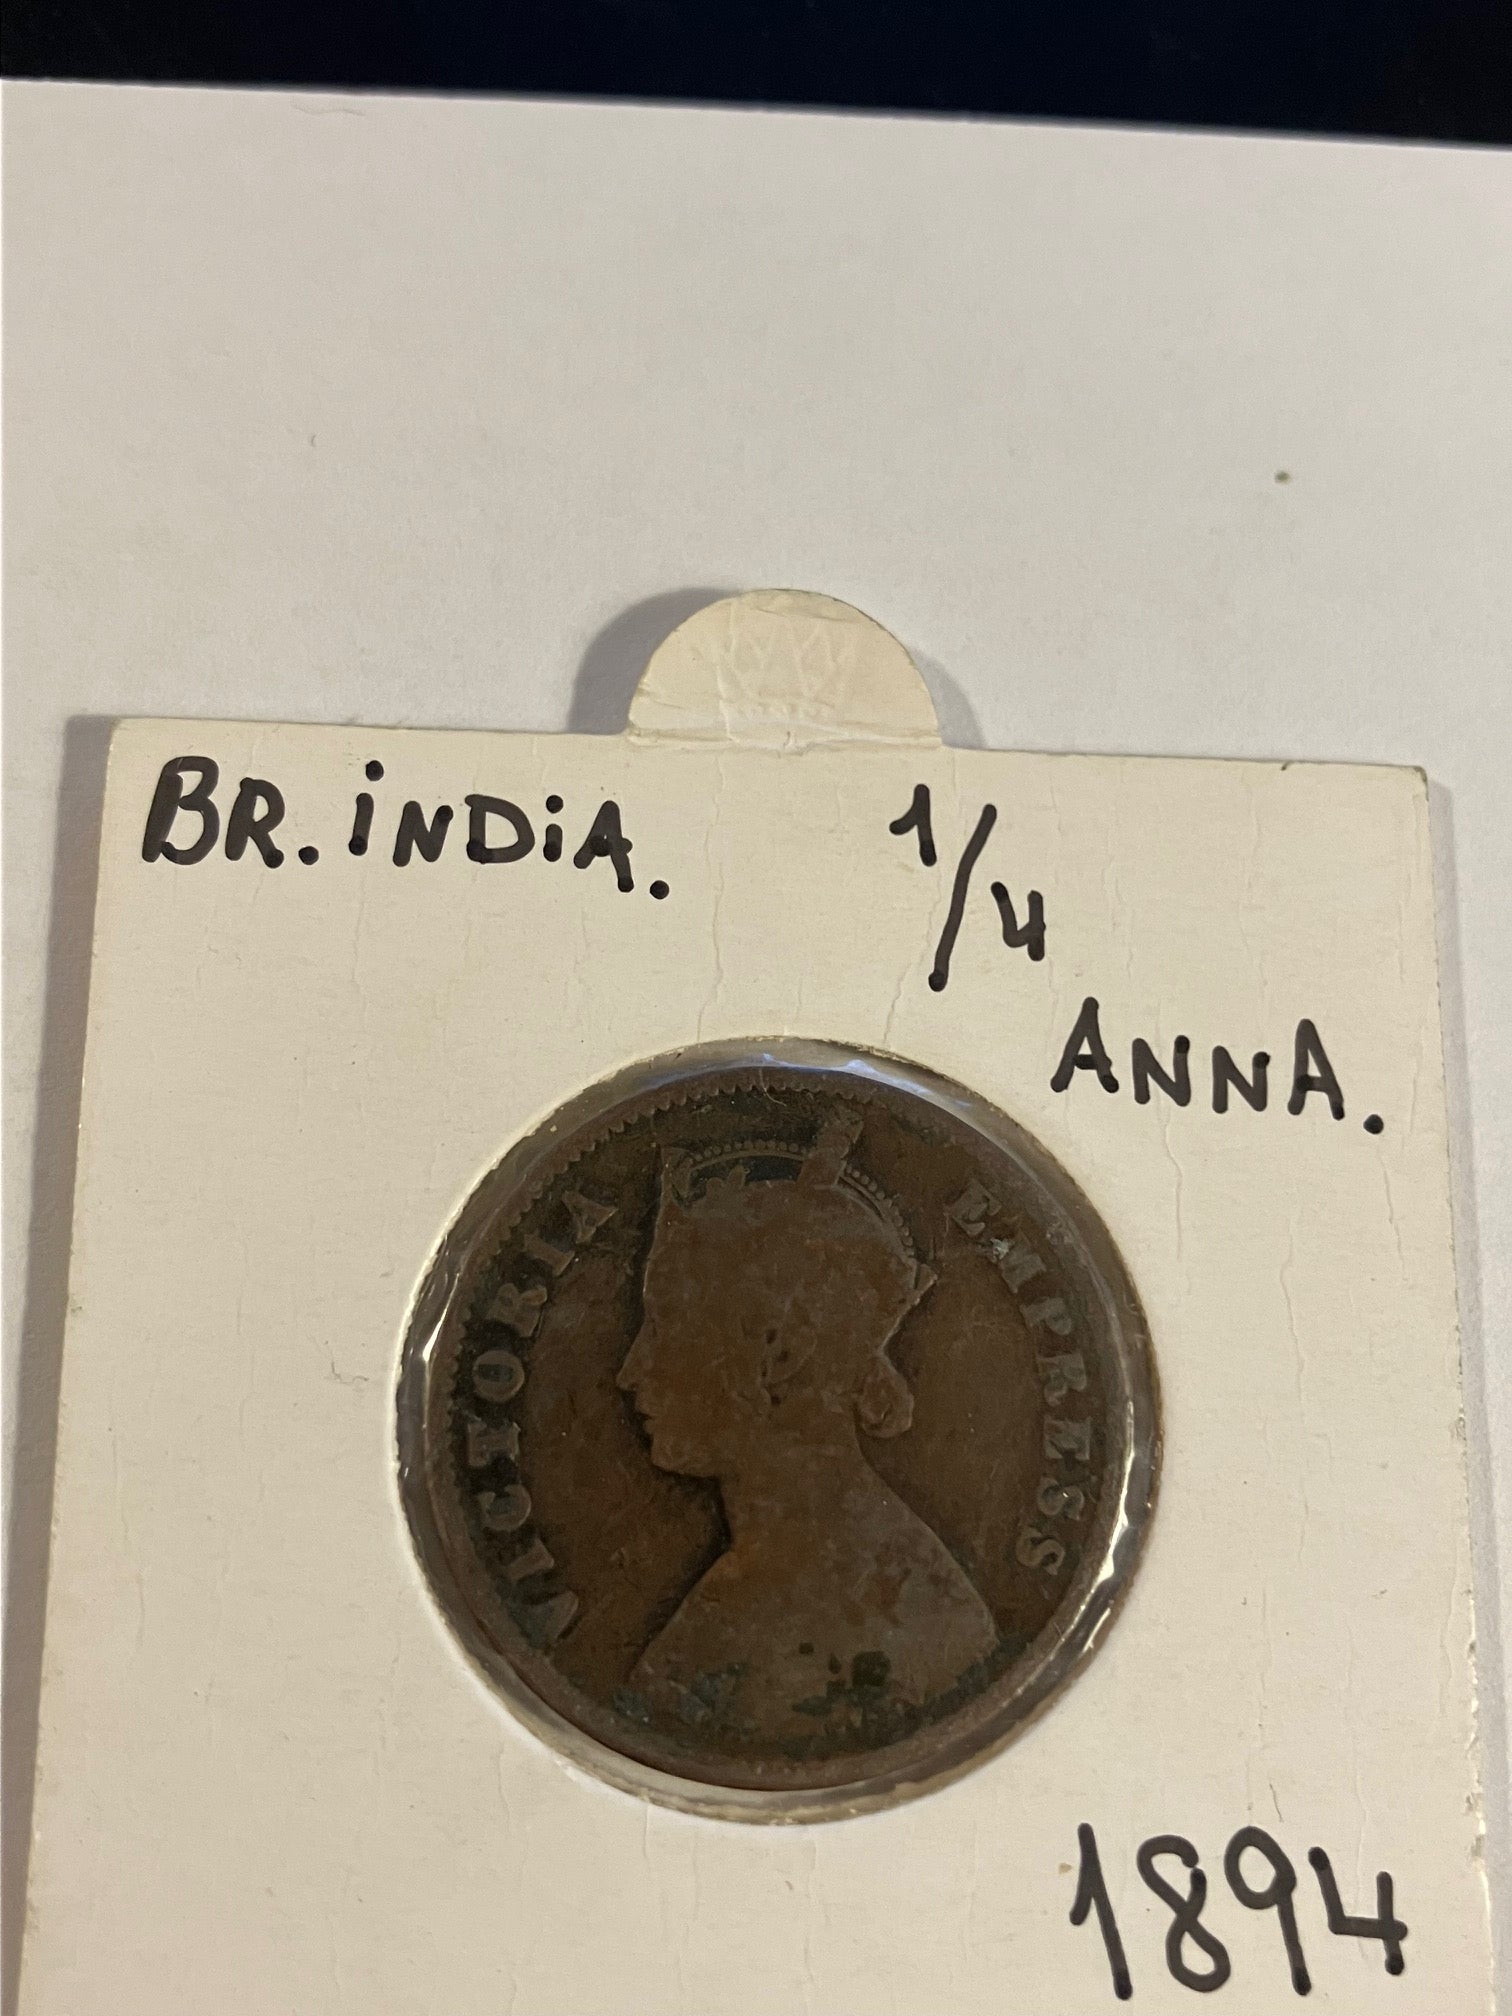 BR. iNDiA. 1/4
ANNA.
VICTORIA EMPRESS
1894